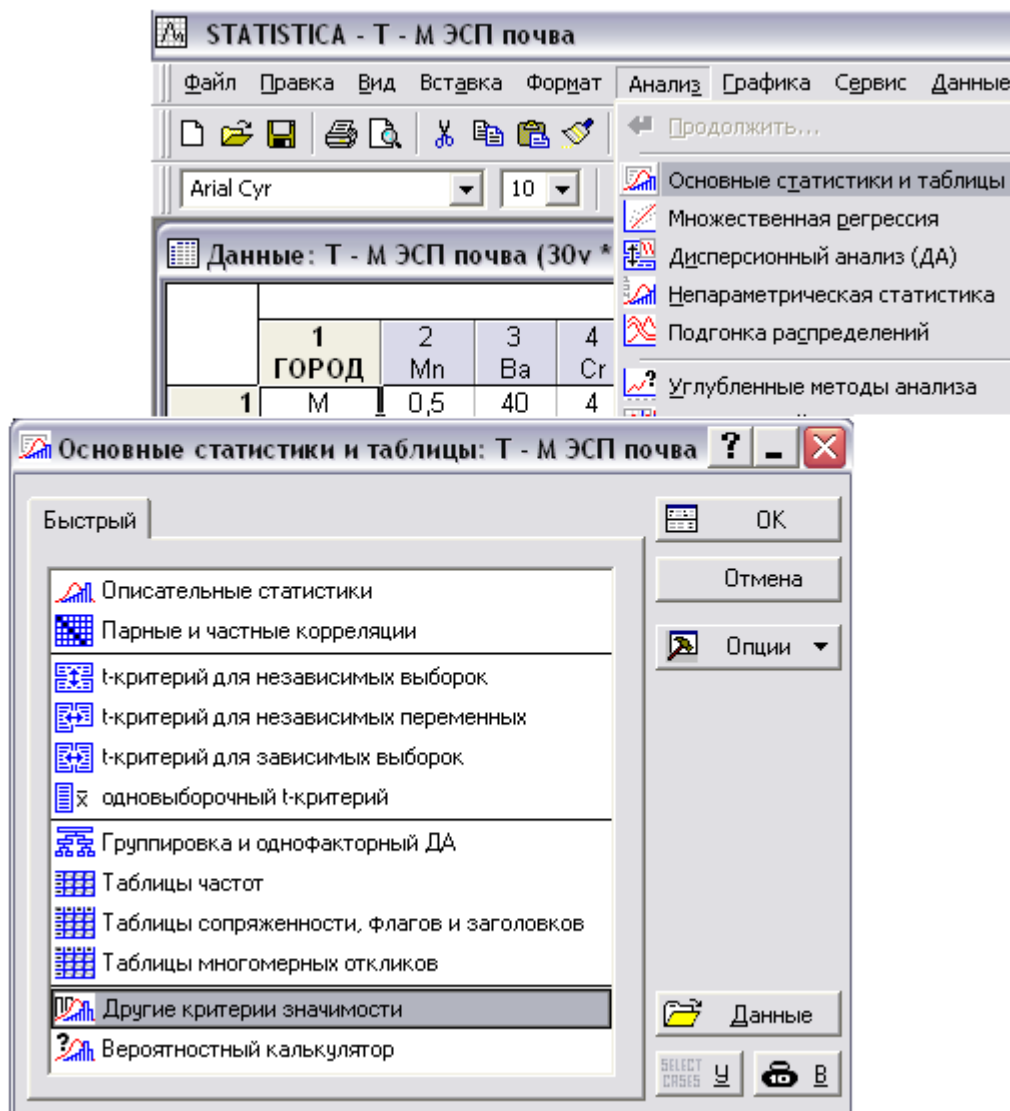 STATISTICA - Т - М ЭСП почва
Файл Правка Вид Вставка Формат Анализ Графика Сервис Данные
Продолжить...
Arial Cyr 10
Основные статистики и таблицы
Множественная регрессия
Данные: Т - М ЭСП почва (30v *
Дисперсионный анализ (ДА)
Непараметрическая статистика
Подгонка распределений
1 2 3 4
ГОРОД Mn Ba Cr
Углубленные методы анализа
1 М 0,5 40 4
Основные статистики и таблицы: Т - М ЭСП почва
Быстрый
OK
Отмена
Опции
Описательные статистики
Парные и частные корреляции
t-критерий для независимых выборок
t-критерий для независимых переменных
t-критерий для зависимых выборок
одновыборочный t-критерий
Группировка и однофакторный ДА
Таблицы частот
Таблицы сопряженности, флагов и заголовков
Таблицы многомерных откликов
Другие критерии значимости
Вероятностный калькулятор
Данные
SELECT CASES У В